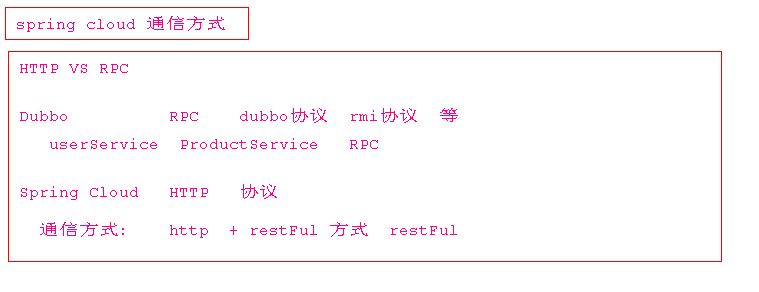 spring cloud 通信方式
HTTP VS RPC
Dubbo RPC dubbo协议 rmi协议 等
userService ProductService RPC
Spring Cloud HTTP 协议
通信方式: http + restFul 方式 restFul